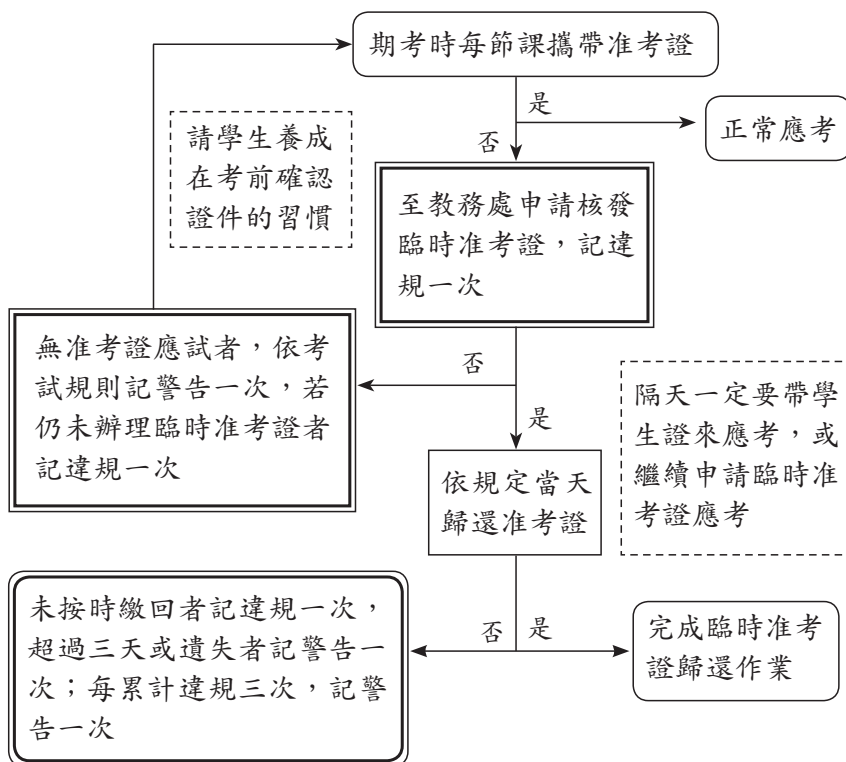 期考時每節課攜帶准考證
是
正常應考
請學生養成
在考前確認
證件的習慣
否
至教務處申請核發
臨時准考證，記違
規一次
無准考證應試者，依考
試規則記警告一次，若
仍未辦理臨時准考證者
記違規一次
否
是
隔天一定要帶學
生證來應考，或
繼續申請臨時准
考證應考
依規定當天
歸還准考證
未按時繳回者記違規一次，
超過三天或遺失者記警告一
次；每累計違規三次，記警
告一次
否
是
完成臨時准考
證歸還作業